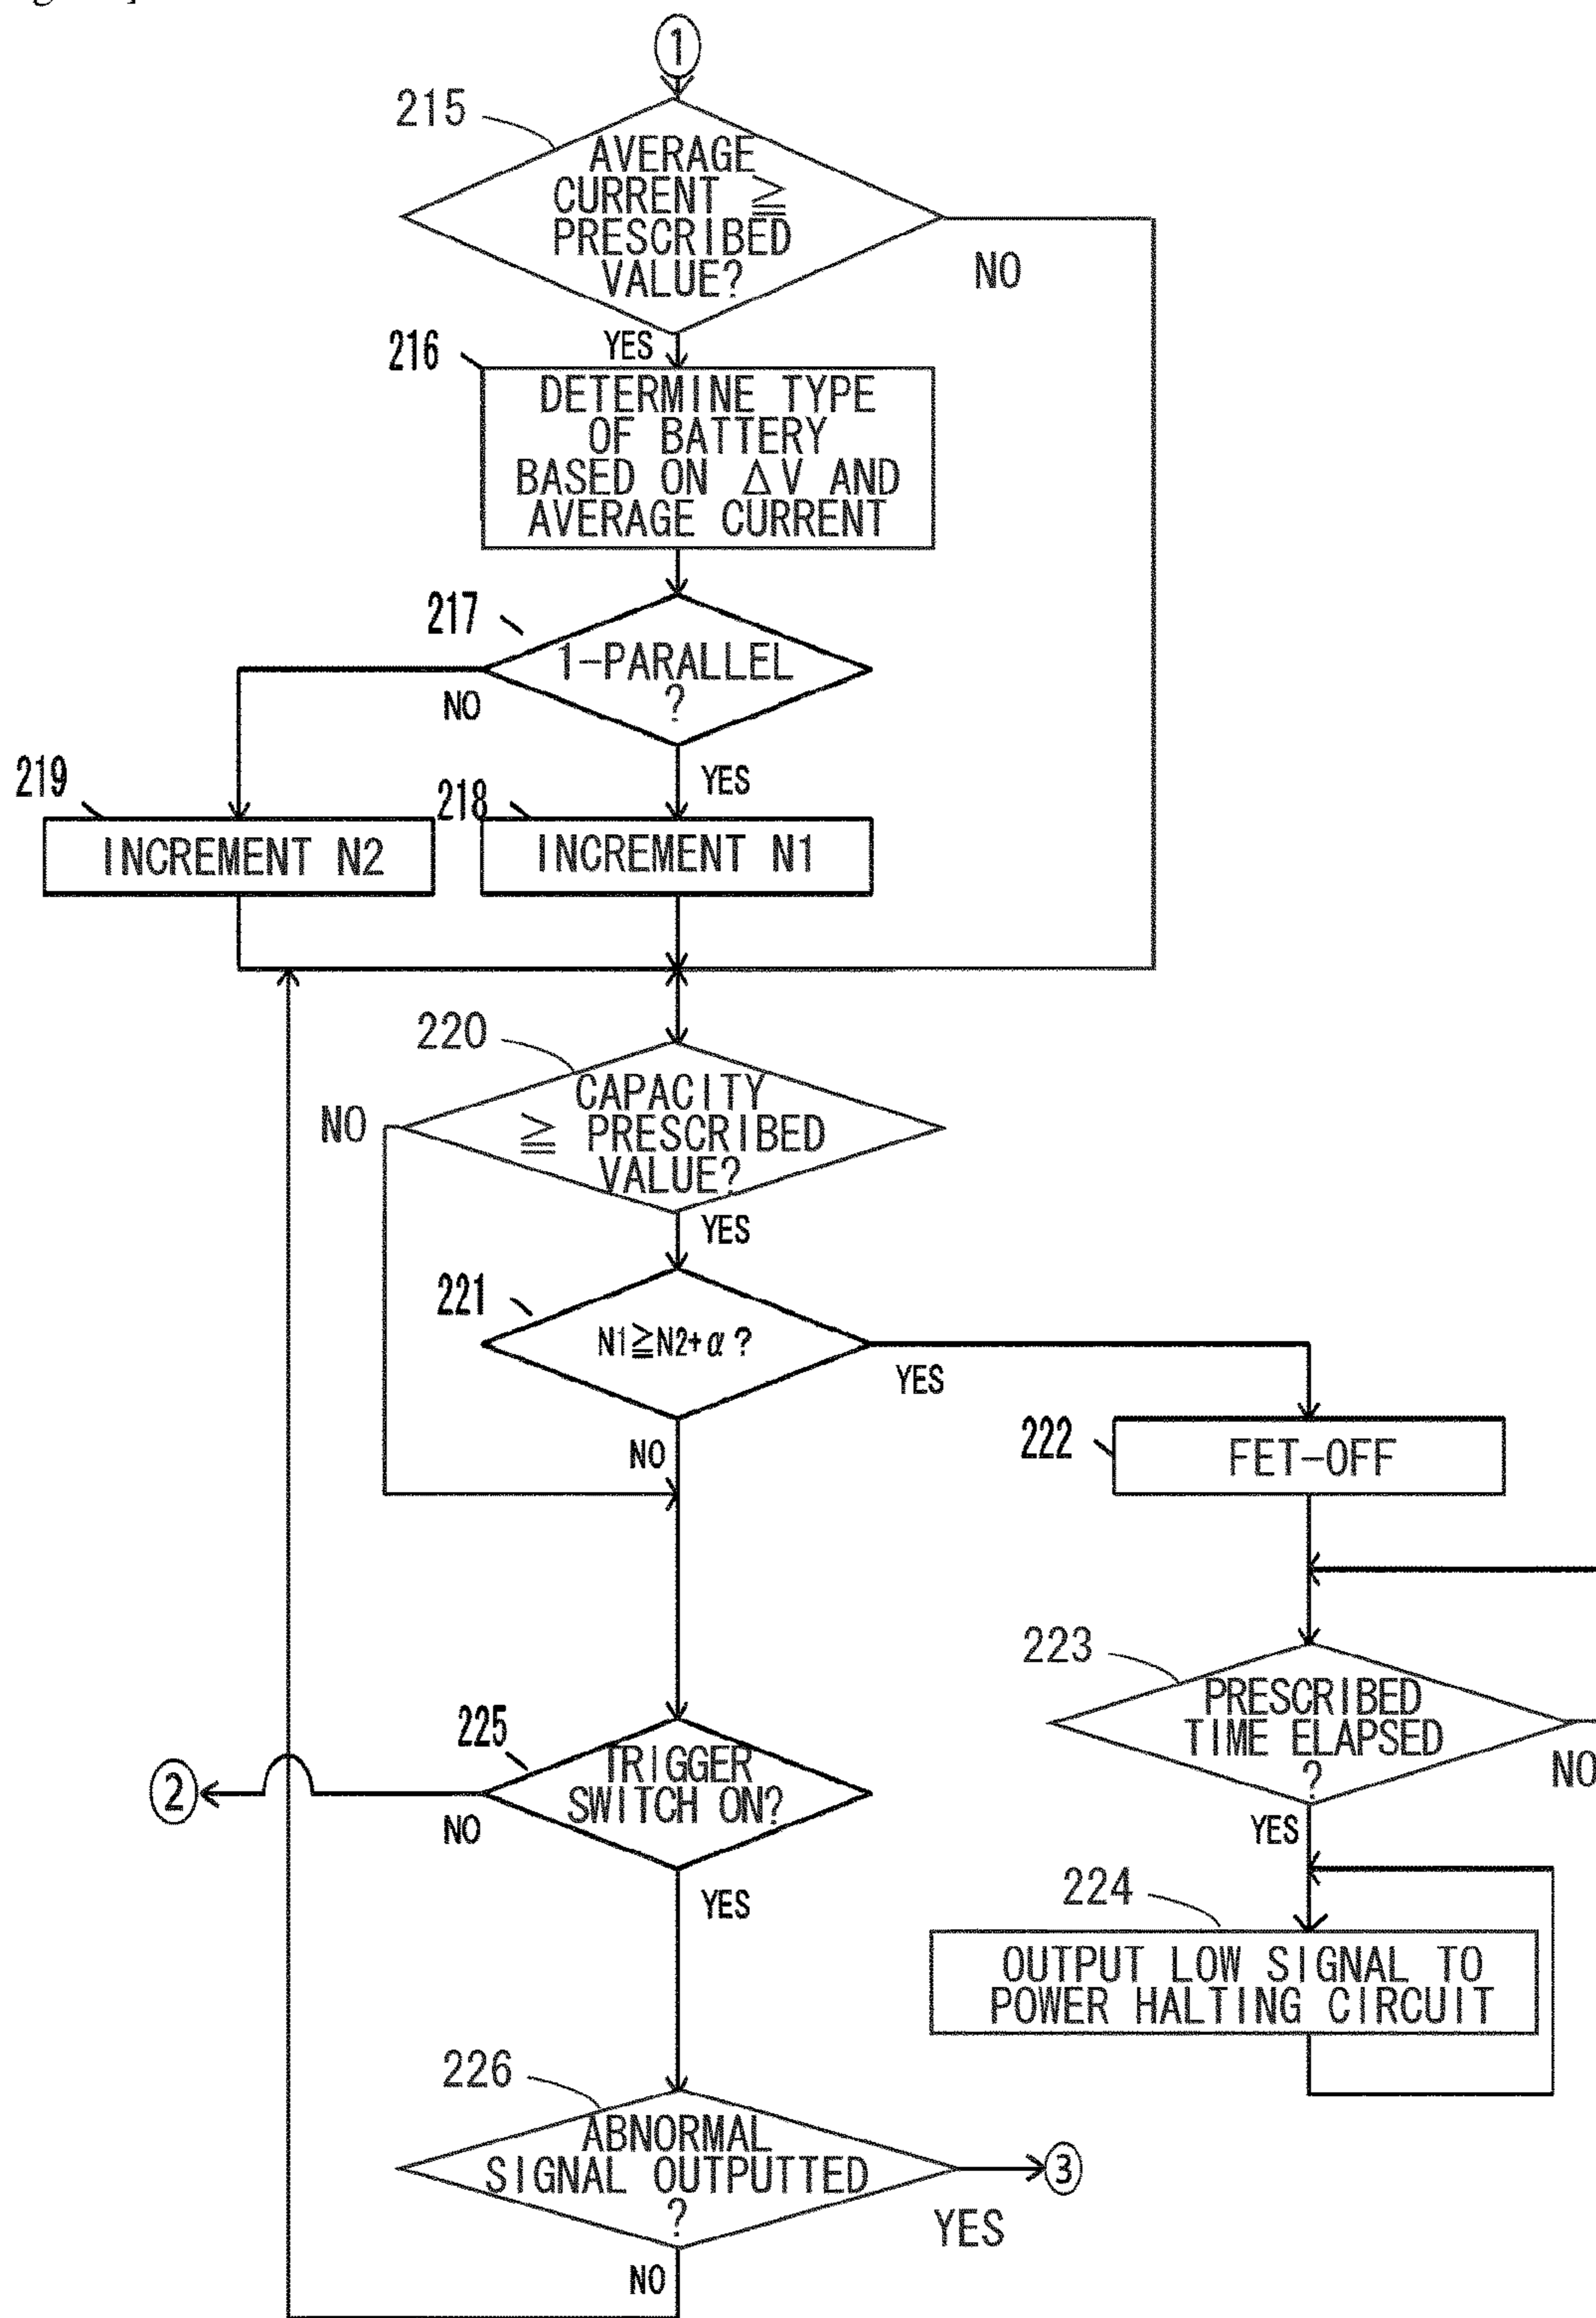 ①
215
AVERAGE
CURRENT ≧
PRESCRIBED
VALUE?
NO
YES
216
DETERMINE TYPE
OF BATTERY
BASED ON ΔV AND
AVERAGE CURRENT
217
1-PARALLEL
?
NO
YES
219
INCREMENT N2
218
INCREMENT N1
220
CAPACITY
≧ PRESCRIBED
VALUE?
NO
YES
221
N1≧N2+α?
YES
NO
222
FET-OFF
223
PRESCRIBED
TIME ELAPSED
?
NO
YES
225
TRIGGER
SWITCH ON?
②
NO
YES
224
OUTPUT LOW SIGNAL TO
POWER HALTING CIRCUIT
226
ABNORMAL
SIGNAL OUTPUTTED
?
③
YES
NO